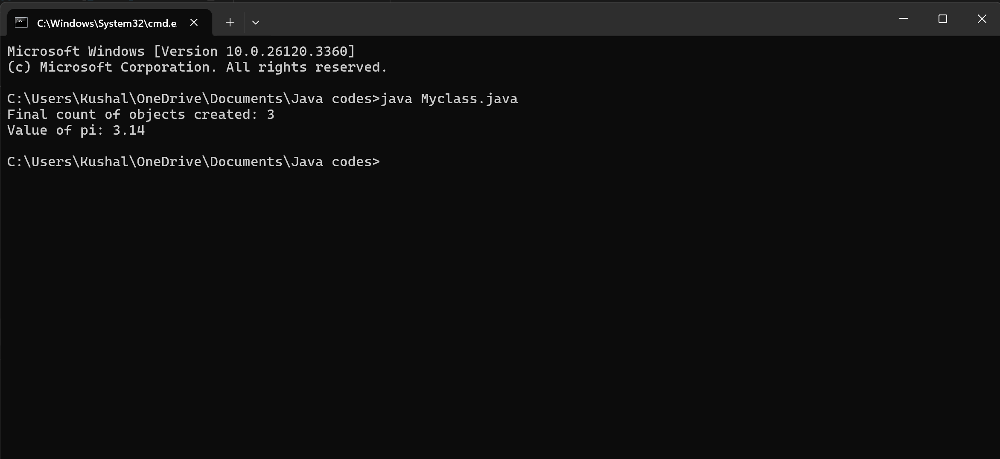 C:\Windows\System32\cmd.e
Microsoft Windows [Version 10.0.26120.3360]
(c) Microsoft Corporation. All rights reserved.
C:\Users\Kushal\OneDrive\Documents\Java codes>java Myclass.java
Final count of objects created: 3
Value of pi: 3.14
C:\Users\Kushal\OneDrive\Documents\Java codes>